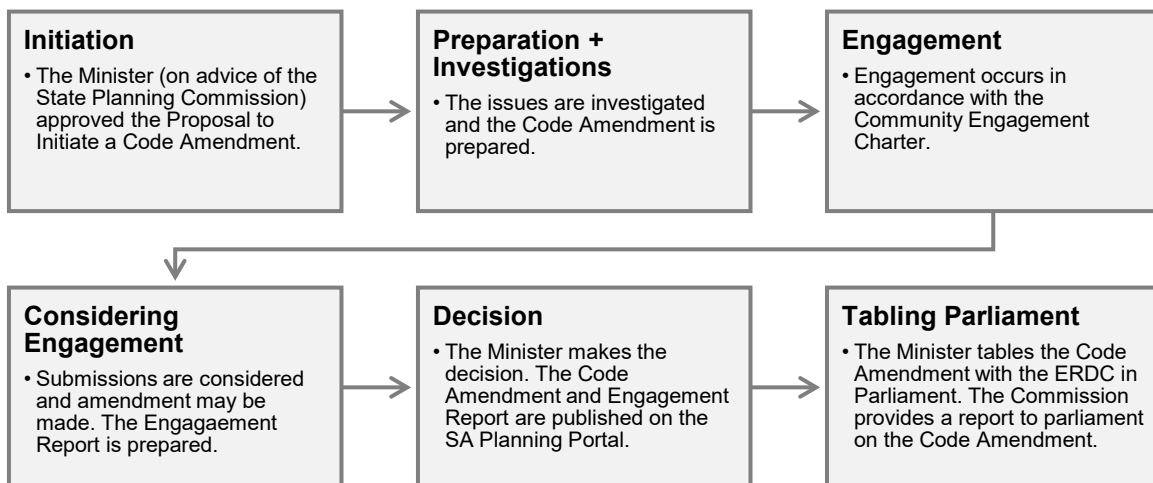 Initiation
• The Minister (on advice of the
State Planning Commission)
approved the Proposal to
Initiate a Code Amendment.
Preparation +
Investigations
• The issues are investigated
and the Code Amendment is
prepared.
Engagement
• Engagement occurs in
accordance with the
Community Engagement
Charter.
Considering
Engagement
• Submissions are considered
and amendment may be
made. The Engagaement
Report is prepared.
Decision
• The Minister makes the
decision. The Code
Amendment and Engagement
Report are published on the
SA Planning Portal.
Tabling Parliament
• The Minister tables the Code
Amendment with the ERDC in
Parliament. The Commission
provides a report to parliament
on the Code Amendment.